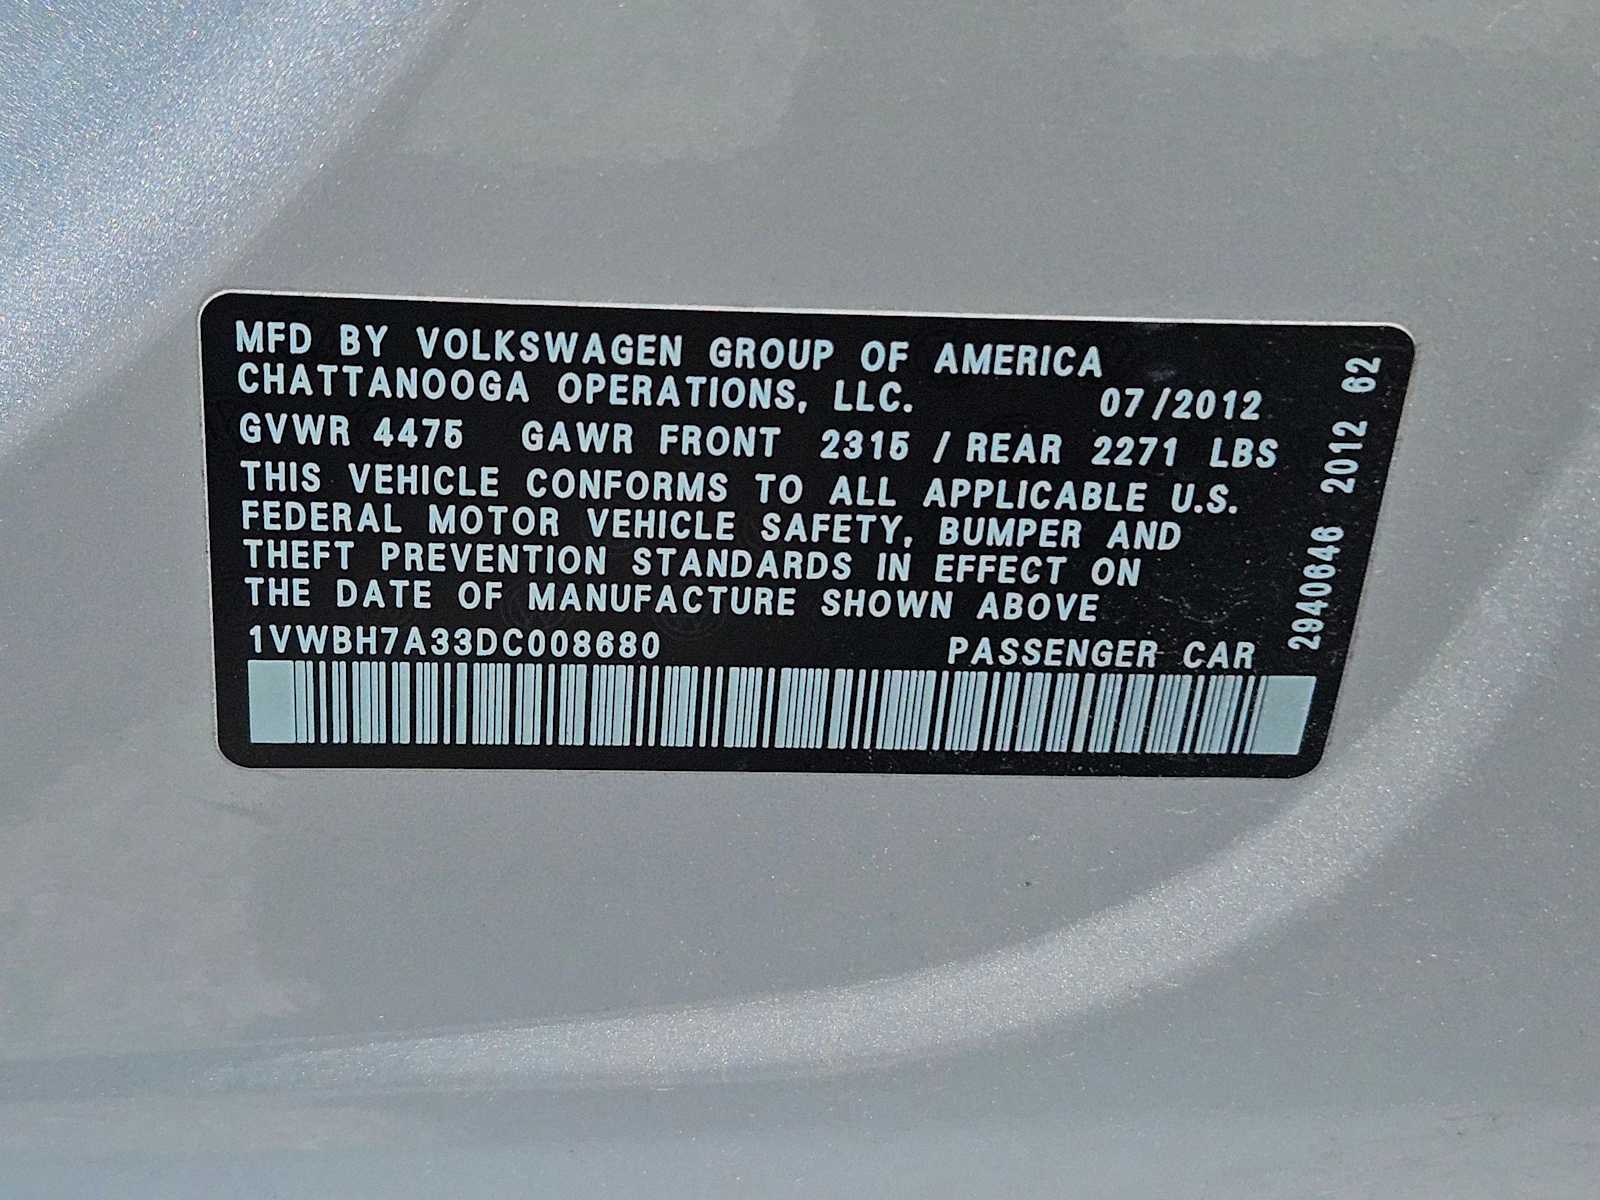 MFD BY VOLKSWAGEN GROUP OF AMERICA
CHATTANOOGA OPERATIONS, LLC. 07/2012
GVWR 4475 GAWR FRONT 2315 / REAR 2271 LBS
THIS VEHICLE CONFORMS TO ALL APPLICABLE U.S.
FEDERAL MOTOR VEHICLE SAFETY, BUMPER AND
THEFT PREVENTION STANDARDS IN EFFECT ON
THE DATE OF MANUFACTURE SHOWN ABOVE
1VWBH7A33DC008680 PASSENGER CAR
2940646 2012 62